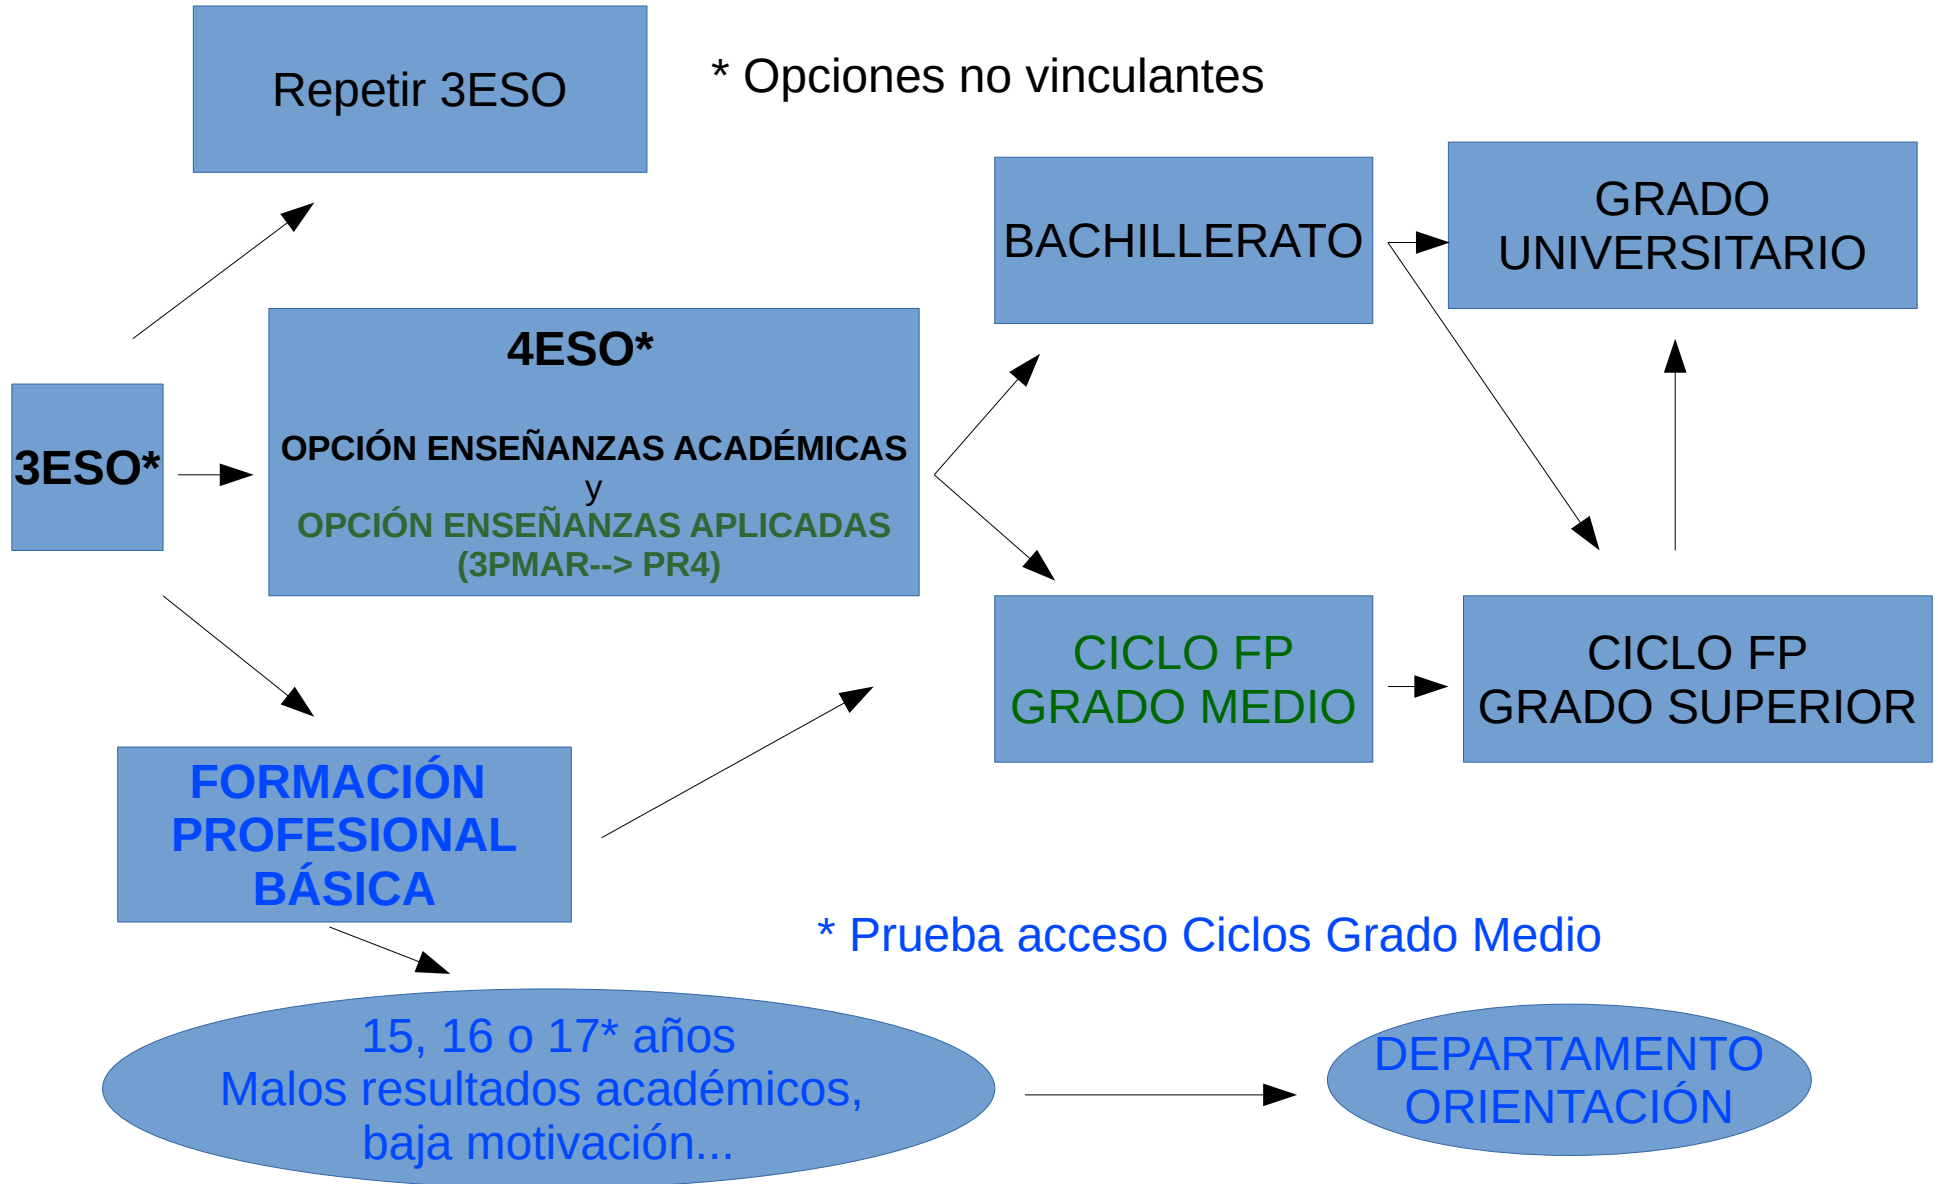 Repetir 3ESO
* Opciones no vinculantes
BACHILLERATO
GRADO
UNIVERSITARIO
4ESO*
OPCIÓN ENSEÑANZAS ACADÉMICAS
y
OPCIÓN ENSEÑANZAS APLICADAS
(3PMAR--> PR4)
3ESO*
CICLO FP
GRADO MEDIO
CICLO FP
GRADO SUPERIOR
FORMACIÓN
PROFESIONAL
BÁSICA
* Prueba acceso Ciclos Grado Medio
15, 16 o 17* años
Malos resultados académicos,
baja motivación...
DEPARTAMENTO
ORIENTACIÓN